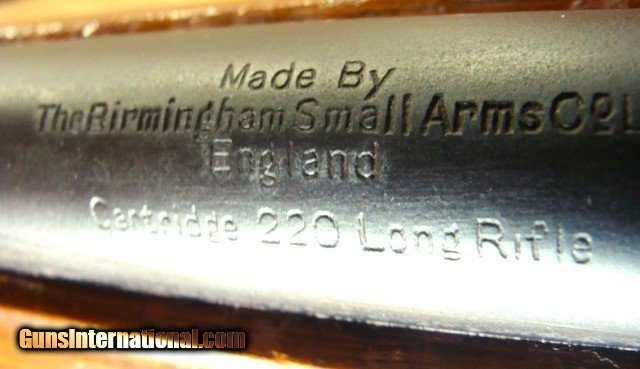 Made By
The Birmingham Small Arms Co L
England
Cartridge 220 Long Rifle
GunsInternational.com